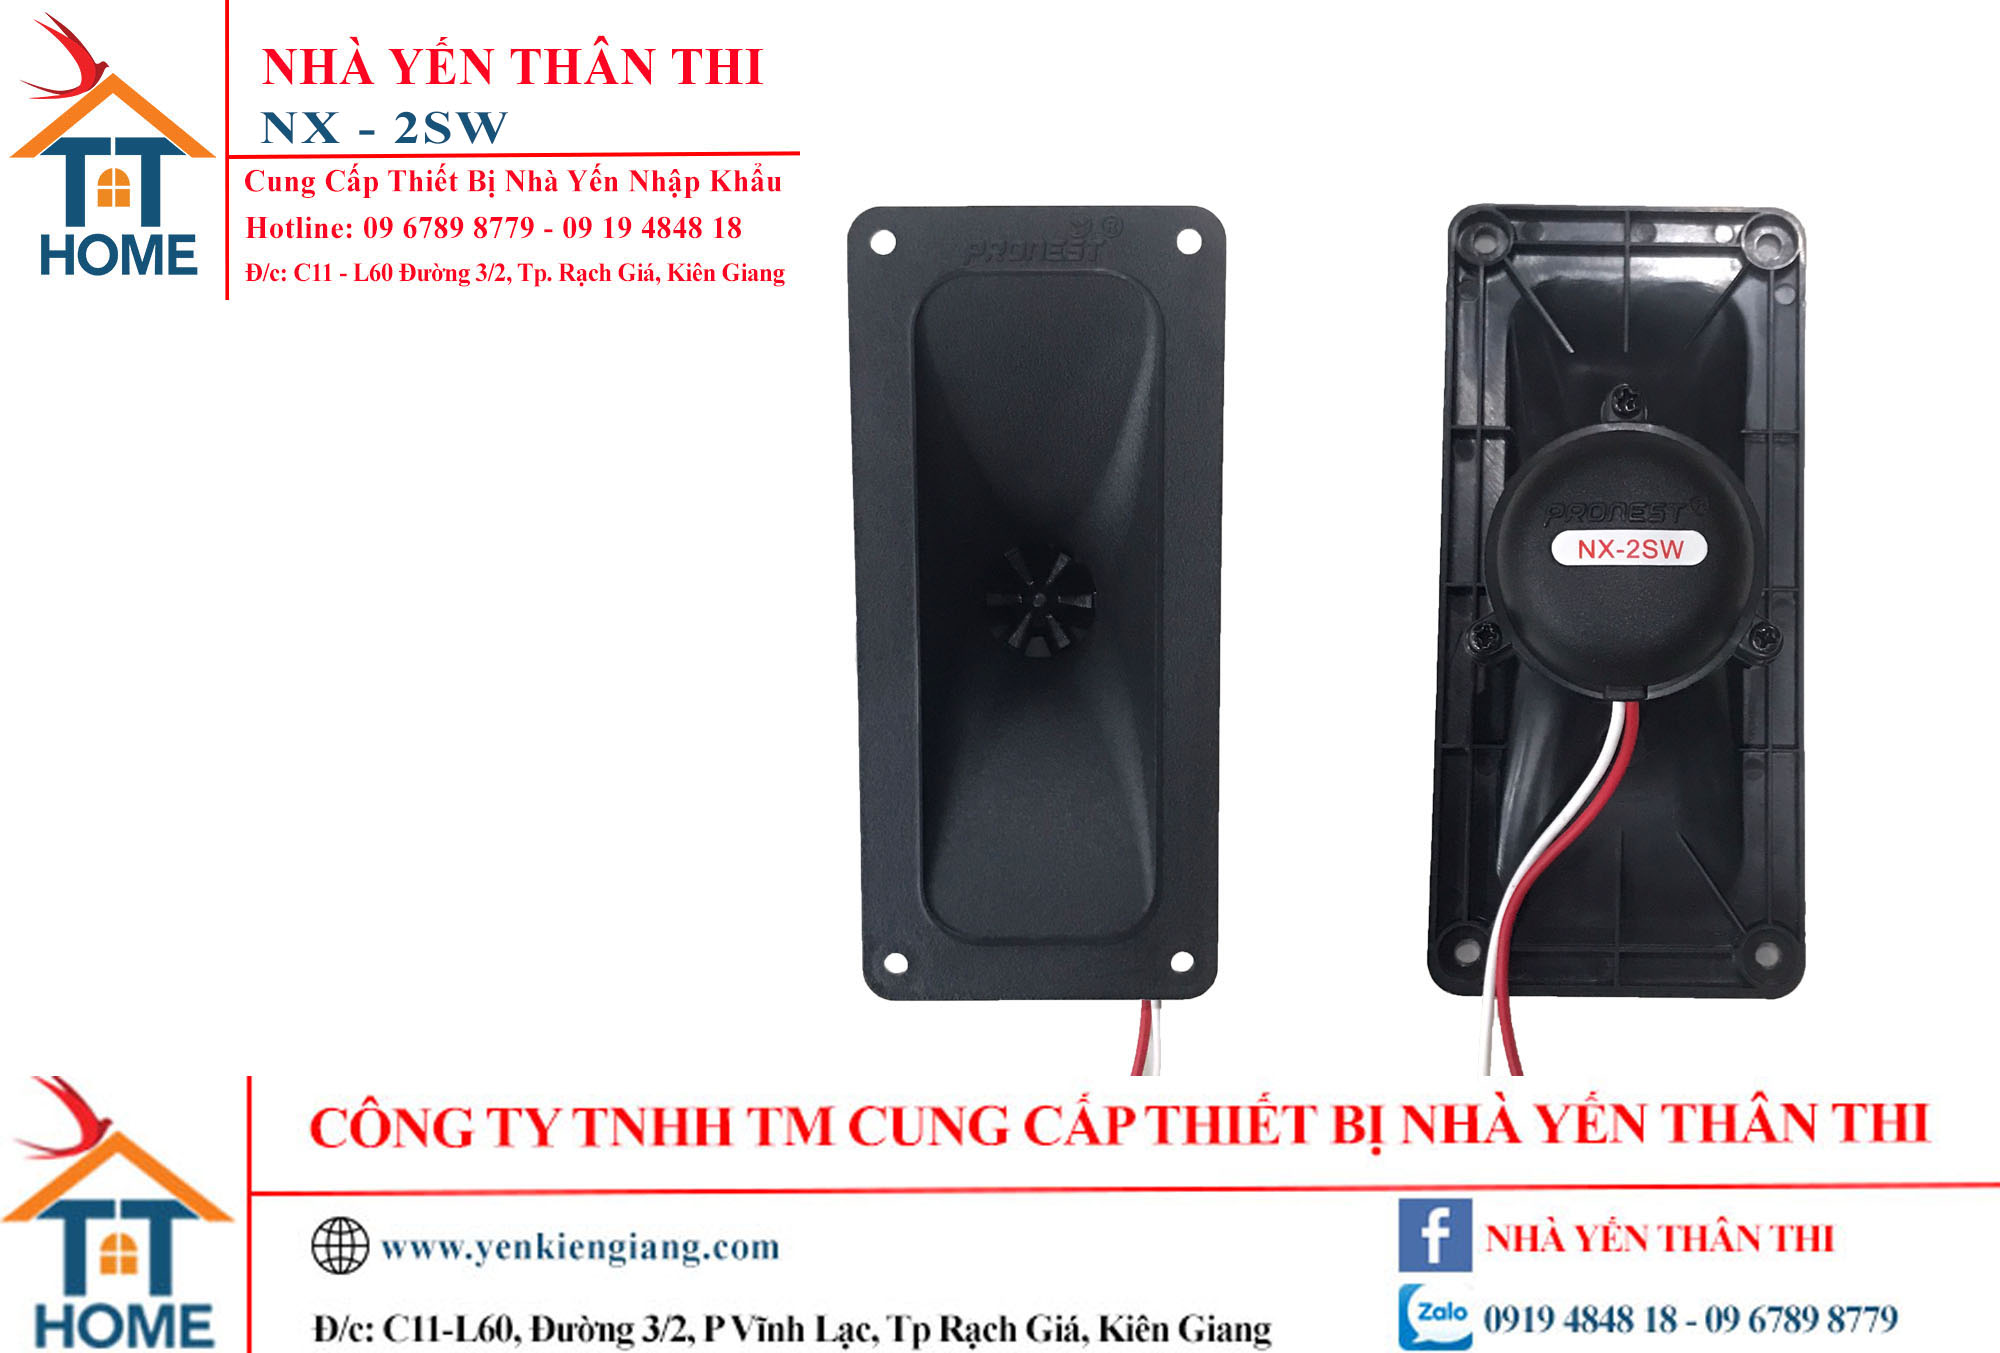 NHÀ YẾN THÂN THI
NX - 2SW
Cung Cấp Thiết Bị Nhà Yến Nhập Khẩu
Hotline: 09 6789 8779 - 09 19 4848 18
Đ/c: C11 - L60 Đường 3/2, Tp. Rạch Giá, Kiên Giang
TT
HOME
PRONEST ®
PRONEST ®
NX-2SW
CÔNG TY TNHH TM CUNG CẤP THIẾT BỊ NHÀ YẾN THÂN THI
TT
HOME
www.yenkiengiang.com
Đ/c: C11-L60, Đường 3/2, P Vĩnh Lạc, Tp Rạch Giá, Kiên Giang
f
NHÀ YẾN THÂN THI
Zalo
0919 4848 18 - 09 6789 8779